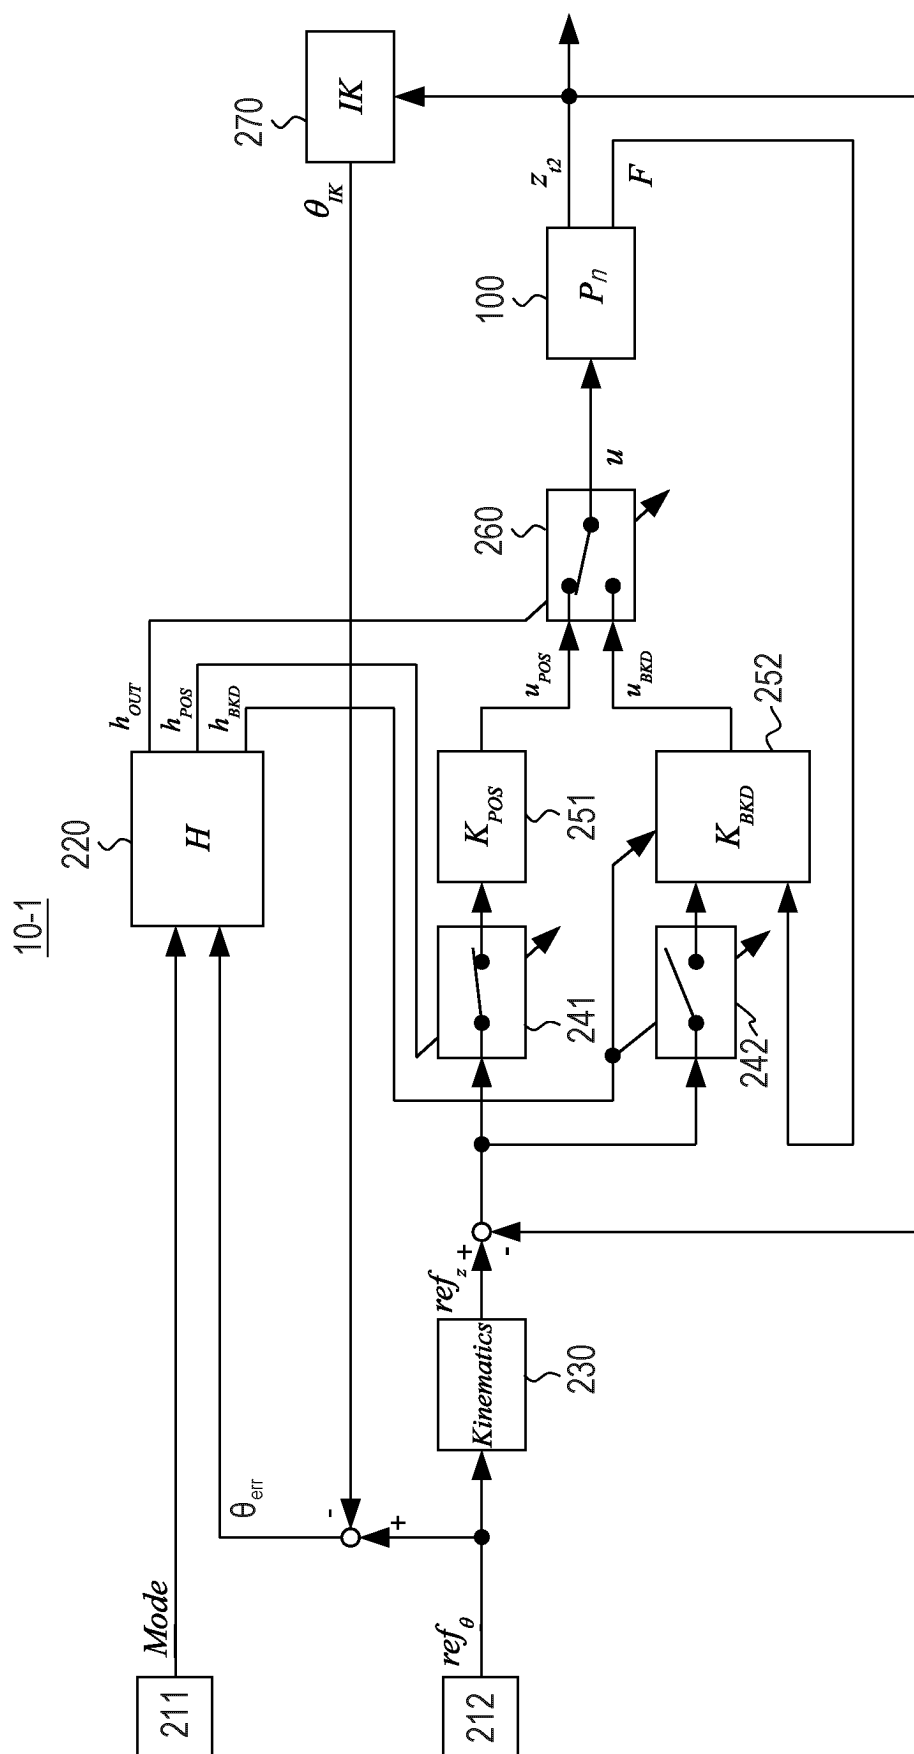 10-1
211
Mode
θerr
220
H
hOUT
hPOS
hBKD
θIK
270
IK
212
refθ
+
-
Kinematics
230
refz
+
-
241
KPOS
251
uPOS
242
KBKD
252
uBKD
260
u
100
Pn
zt2
F